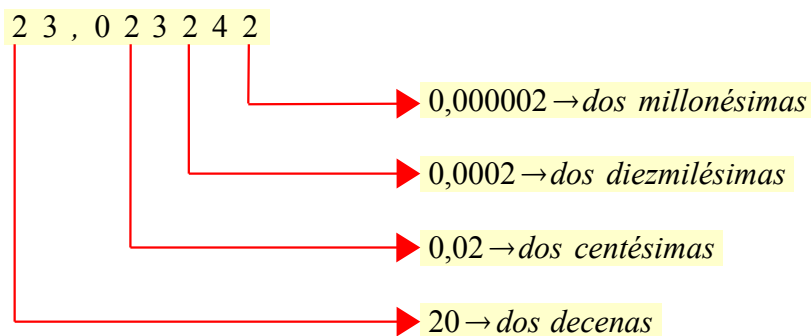 2 3 , 0 2 3 2 4 2
0,000002→dos millonésimas
0,0002→dos diezmilésimas
0,02→dos centésimas
20→dos decenas